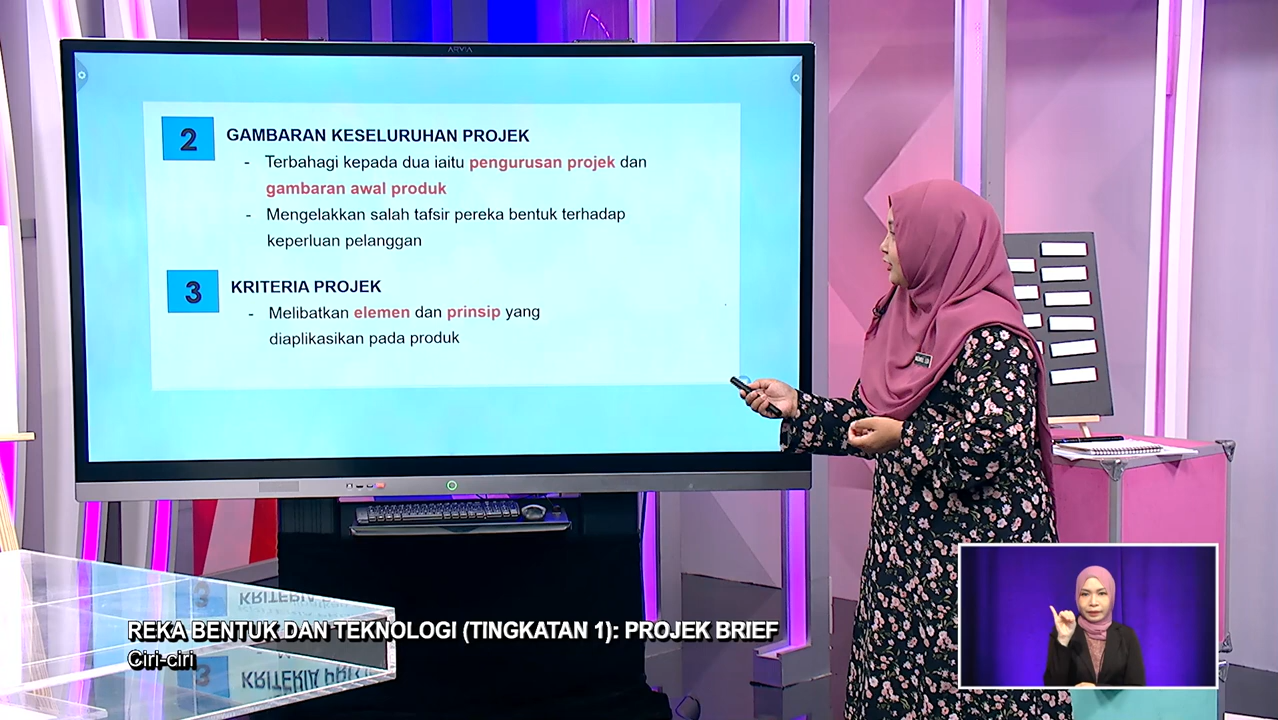 ARVIA
2 GAMBARAN KESELURUHAN PROJEK
- Terbahagi kepada dua iaitu pengurusan projek dan
gambaran awal produk
- Mengelakkan salah tafsir pereka bentuk terhadap
keperluan pelanggan
3 KRITERIA PROJEK
- Melibatkan elemen dan prinsip yang
diaplikasikan pada produk
REKA BENTUK DAN TEKNOLOGI (TINGKATAN 1): PROJEK BRIEF
Ciri-ciri